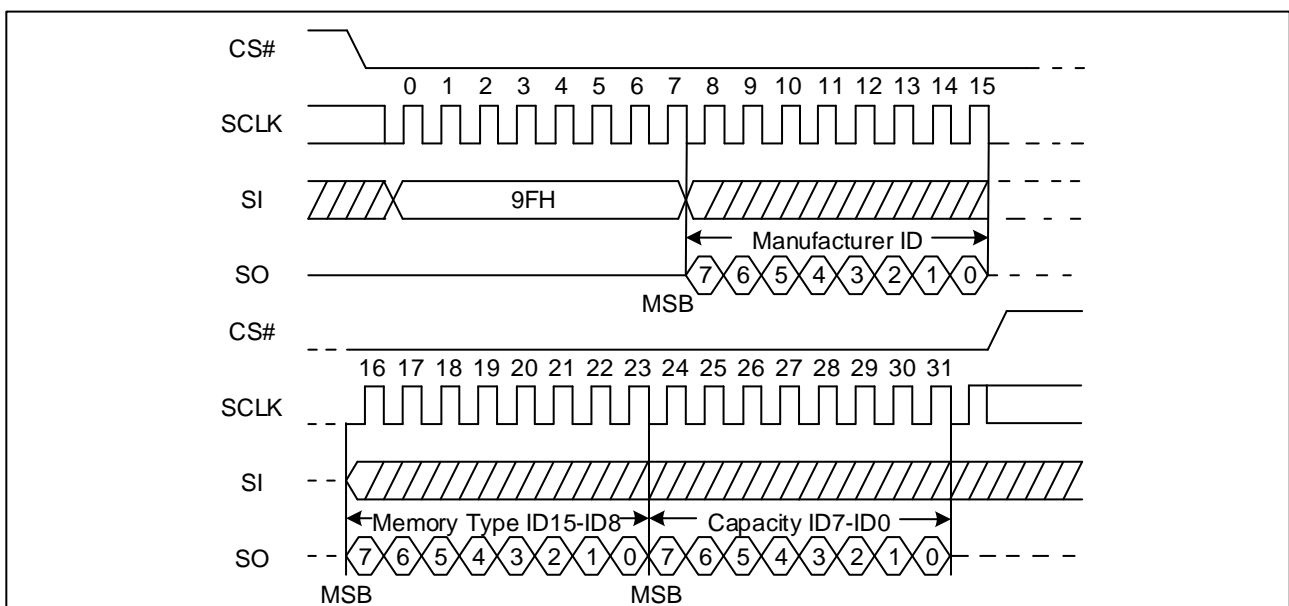 CS#
0 1 2 3 4 5 6 7 8 9 10 11 12 13 14 15
SCLK
SI 9FH
Manufacturer ID
SO 7 6 5 4 3 2 1 0
MSB
CS#
16 17 18 19 20 21 22 23 24 25 26 27 28 29 30 31
SCLK
SI
Memory Type ID15-ID8 Capacity ID7-ID0
SO 7 6 5 4 3 2 1 0 7 6 5 4 3 2 1 0
MSB MSB